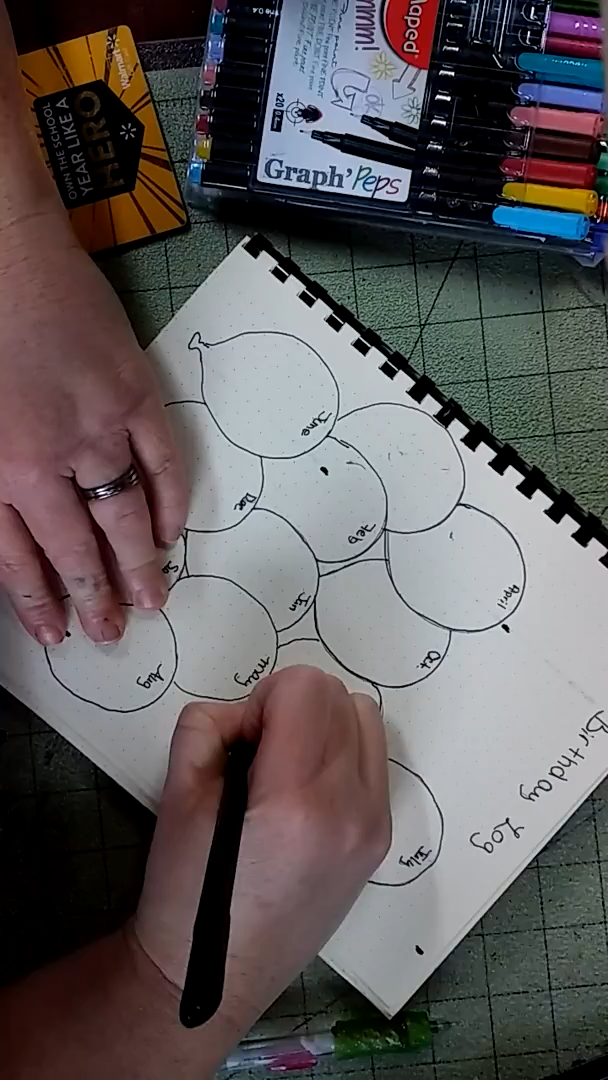 Walmart
OWN THE SCHOOL
YEAR LIKE A
HERO
Maped
x20
Graph'Peps
Birthday Log
June
Dec
Feb
April
Jan
Oct.
May
Aug
July